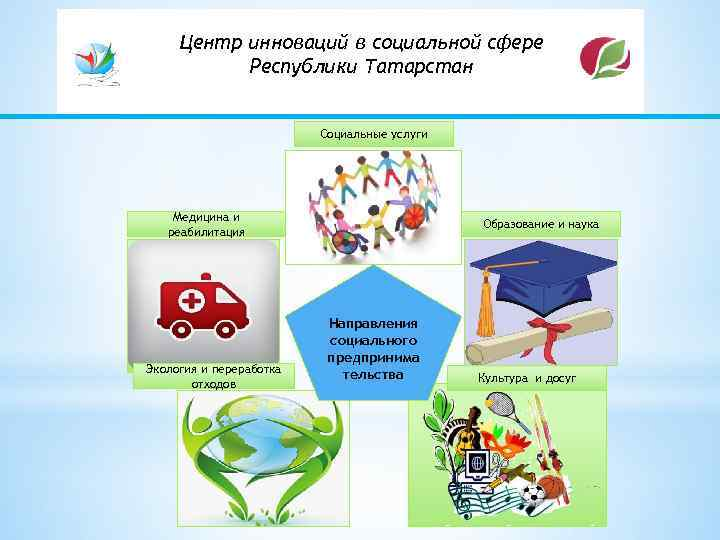 Центр инноваций в социальной сфере
Республики Татарстан
Социальные услуги
Медицина и
реабилитация
Образование и наука
Направления
социального
предпринима
тельства
Экология и переработка
отходов
Культура и досуг